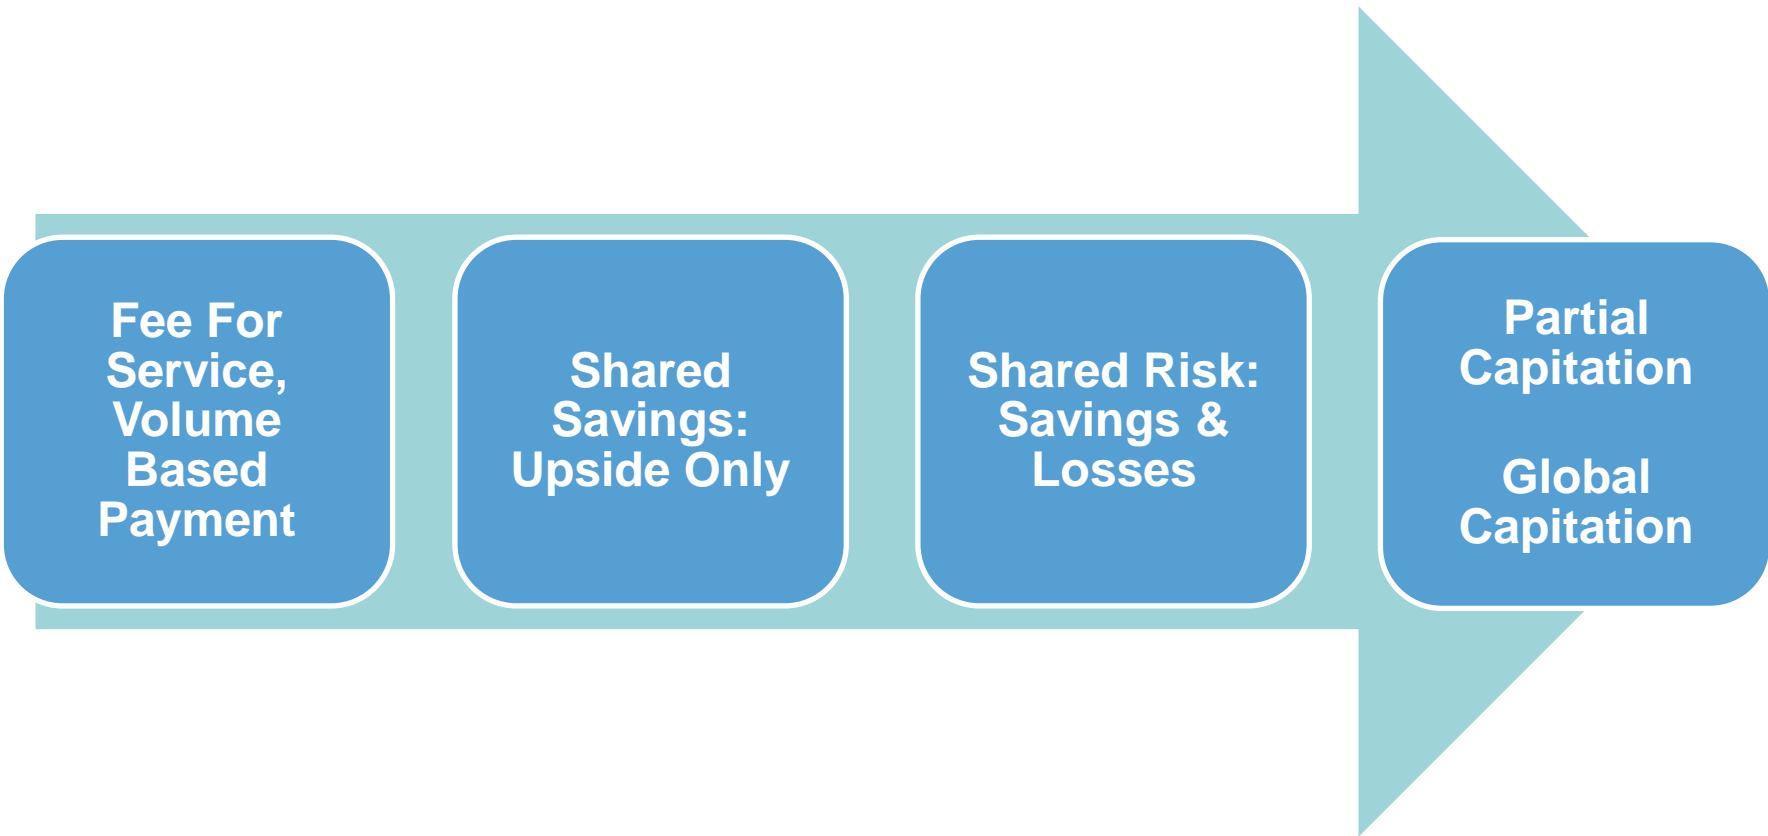 Fee For
Service,
Volume
Based
Payment
Shared
Savings:
Upside Only
Shared Risk:
Savings &
Losses
Partial
Capitation
Global
Capitation